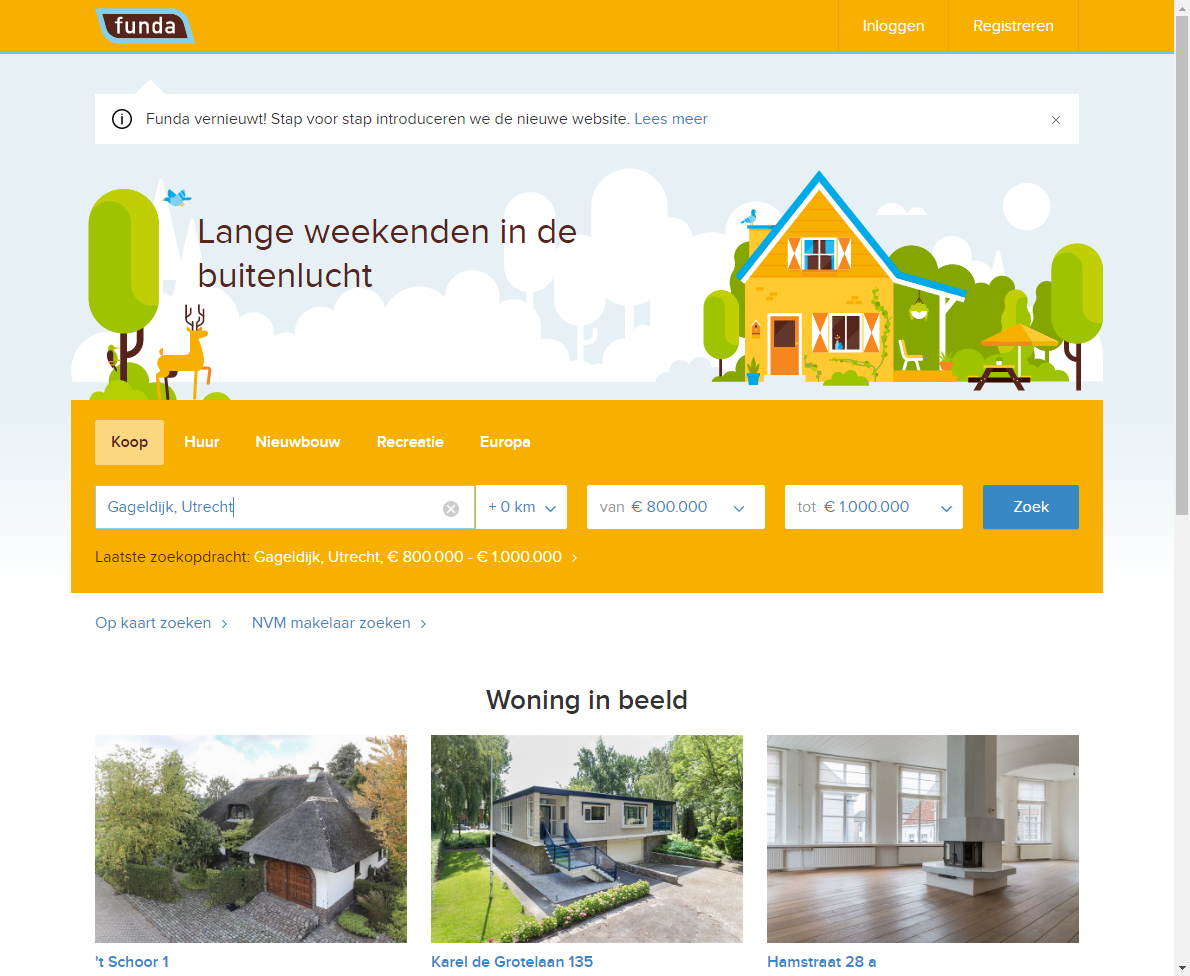 funda
Inloggen
Registreren
Funda vernieuwt! Stap voor stap introduceren we de nieuwe website. Lees meer
Lange weekenden in de
buitenlucht
Koop
Huur
Nieuwbouw
Recreatie
Europa
Gageldijk, Utrecht
+ 0 km
van € 800.000
tot € 1.000.000
Zoek
Laatste zoekopdracht: Gageldijk, Utrecht, € 800.000 - € 1.000.000
Op kaart zoeken
NVM makelaar zoeken
Woning in beeld
't Schoor 1
Karel de Grotelaan 135
Hamstraat 28 a